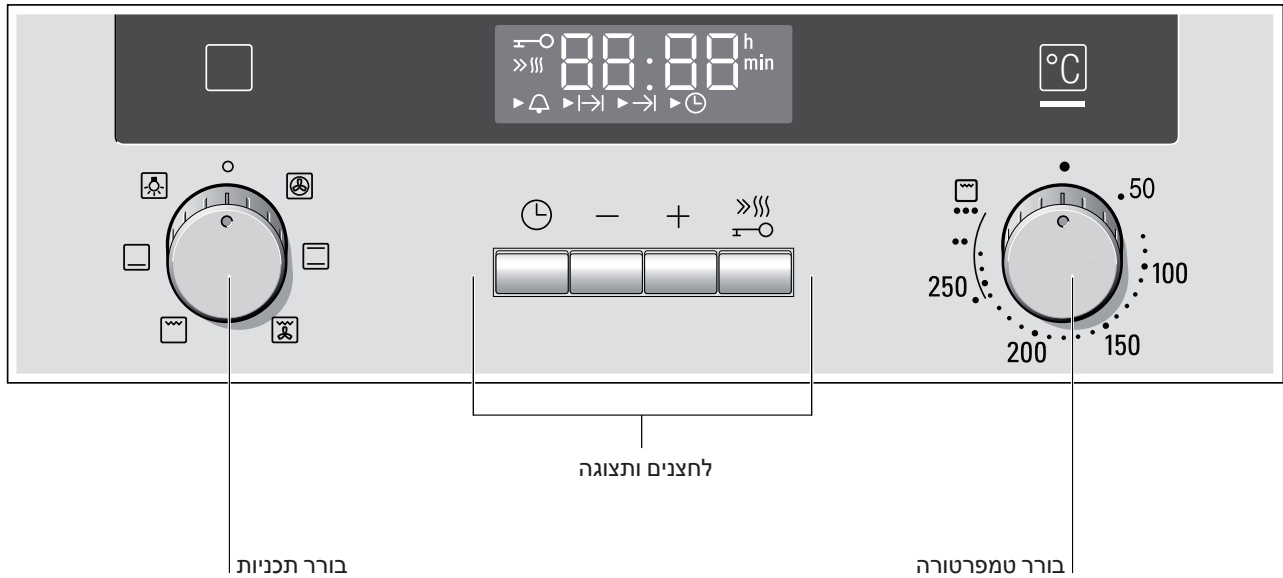 88:88 h
min
°C
50
100
150
200
250
לחצנים ותצוגה
בורר טמפרטורה
בורר תכניות